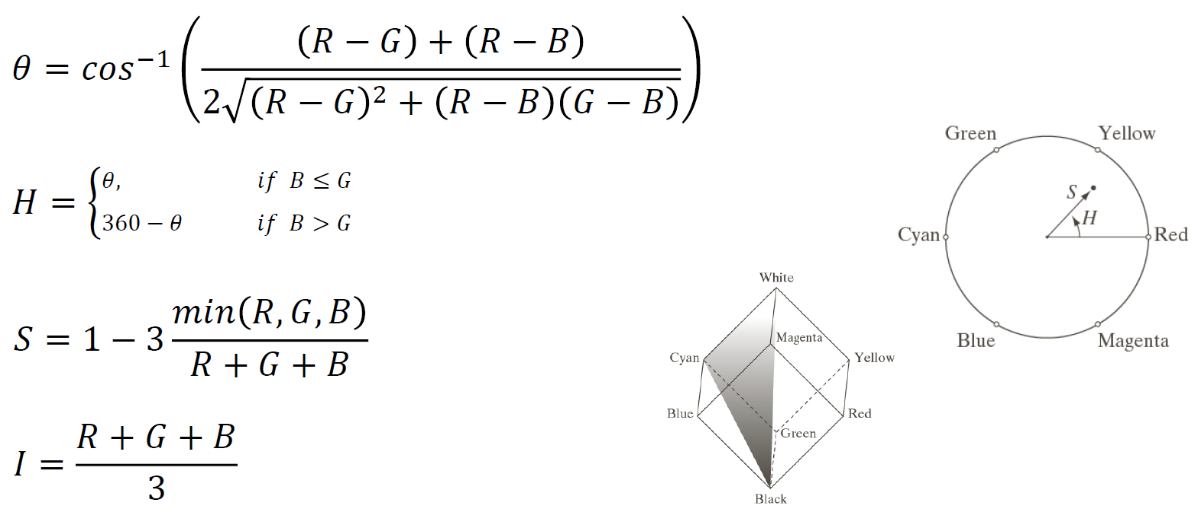 θ = cos⁻¹( ((R − G) + (R − B)) / (2√((R − G)² + (R − B)(G − B))) )
H = { θ, if B ≤ G
360 − θ if B > G
S = 1 − 3 min(R, G, B) / (R + G + B)
I = (R + G + B) / 3
White
Magenta
Cyan
Yellow
Blue
Red
Green
Black
Green
Yellow
S
H
Cyan
Red
Blue
Magenta